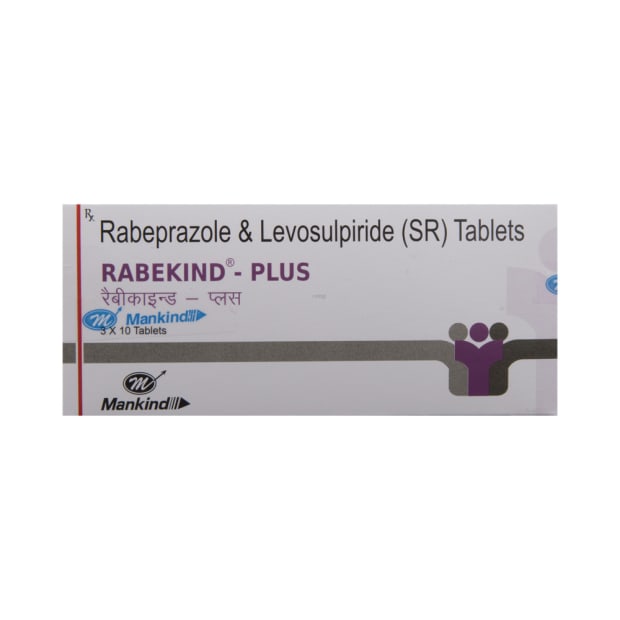 Rx
Rabeprazole & Levosulpiride (SR) Tablets
RABEKIND® - PLUS
रैबीकाइन्ड – प्लस
m Mankind
3 X 10 Tablets
m
Mankind